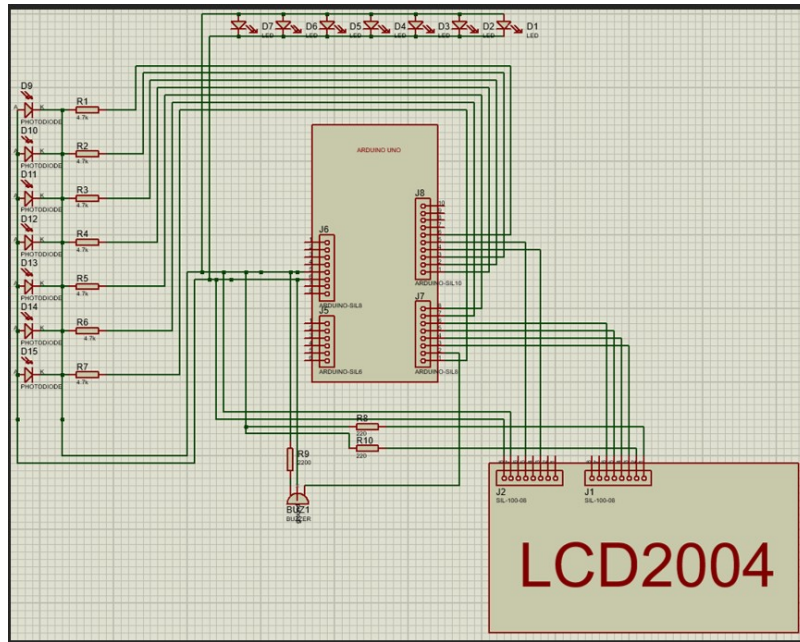 D7
LED
D6
LED
D5
LED
D4
LED
D3
LED
D2
LED
D1
LED
D9
PHOTODIODE
R1
4.7k
D10
PHOTODIODE
R2
4.7k
D11
PHOTODIODE
R3
4.7k
D12
PHOTODIODE
R4
4.7k
D13
PHOTODIODE
R5
4.7k
D14
PHOTODIODE
R6
4.7k
D15
PHOTODIODE
R7
4.7k
ARDUINO UNO
J8
ARDUINO-SIL10
J6
ARDUINO-SIL8
J7
ARDUINO-SIL8
J5
ARDUINO-SIL6
R8
220
R10
220
R9
2200
BUZ1
BUZZER
J2
SIL-100-08
J1
SIL-100-08
LCD2004